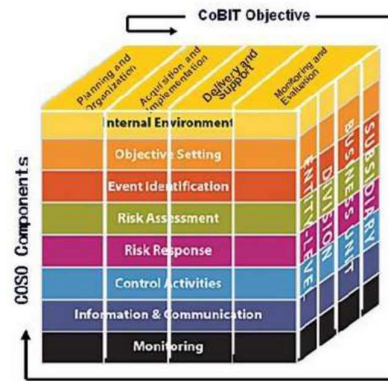 CoBIT Objective
Planning and
Organization
Acquisition and
Implementation
Delivery and
Support
Monitoring and
Evaluation
COSO Components
Internal Environment
Objective Setting
Event Identification
Risk Assessment
Risk Response
Control Activities
Information & Communication
Monitoring
ENTITY-LEVEL
DIVISION
BUSINESS UNIT
SUBSIDIARY